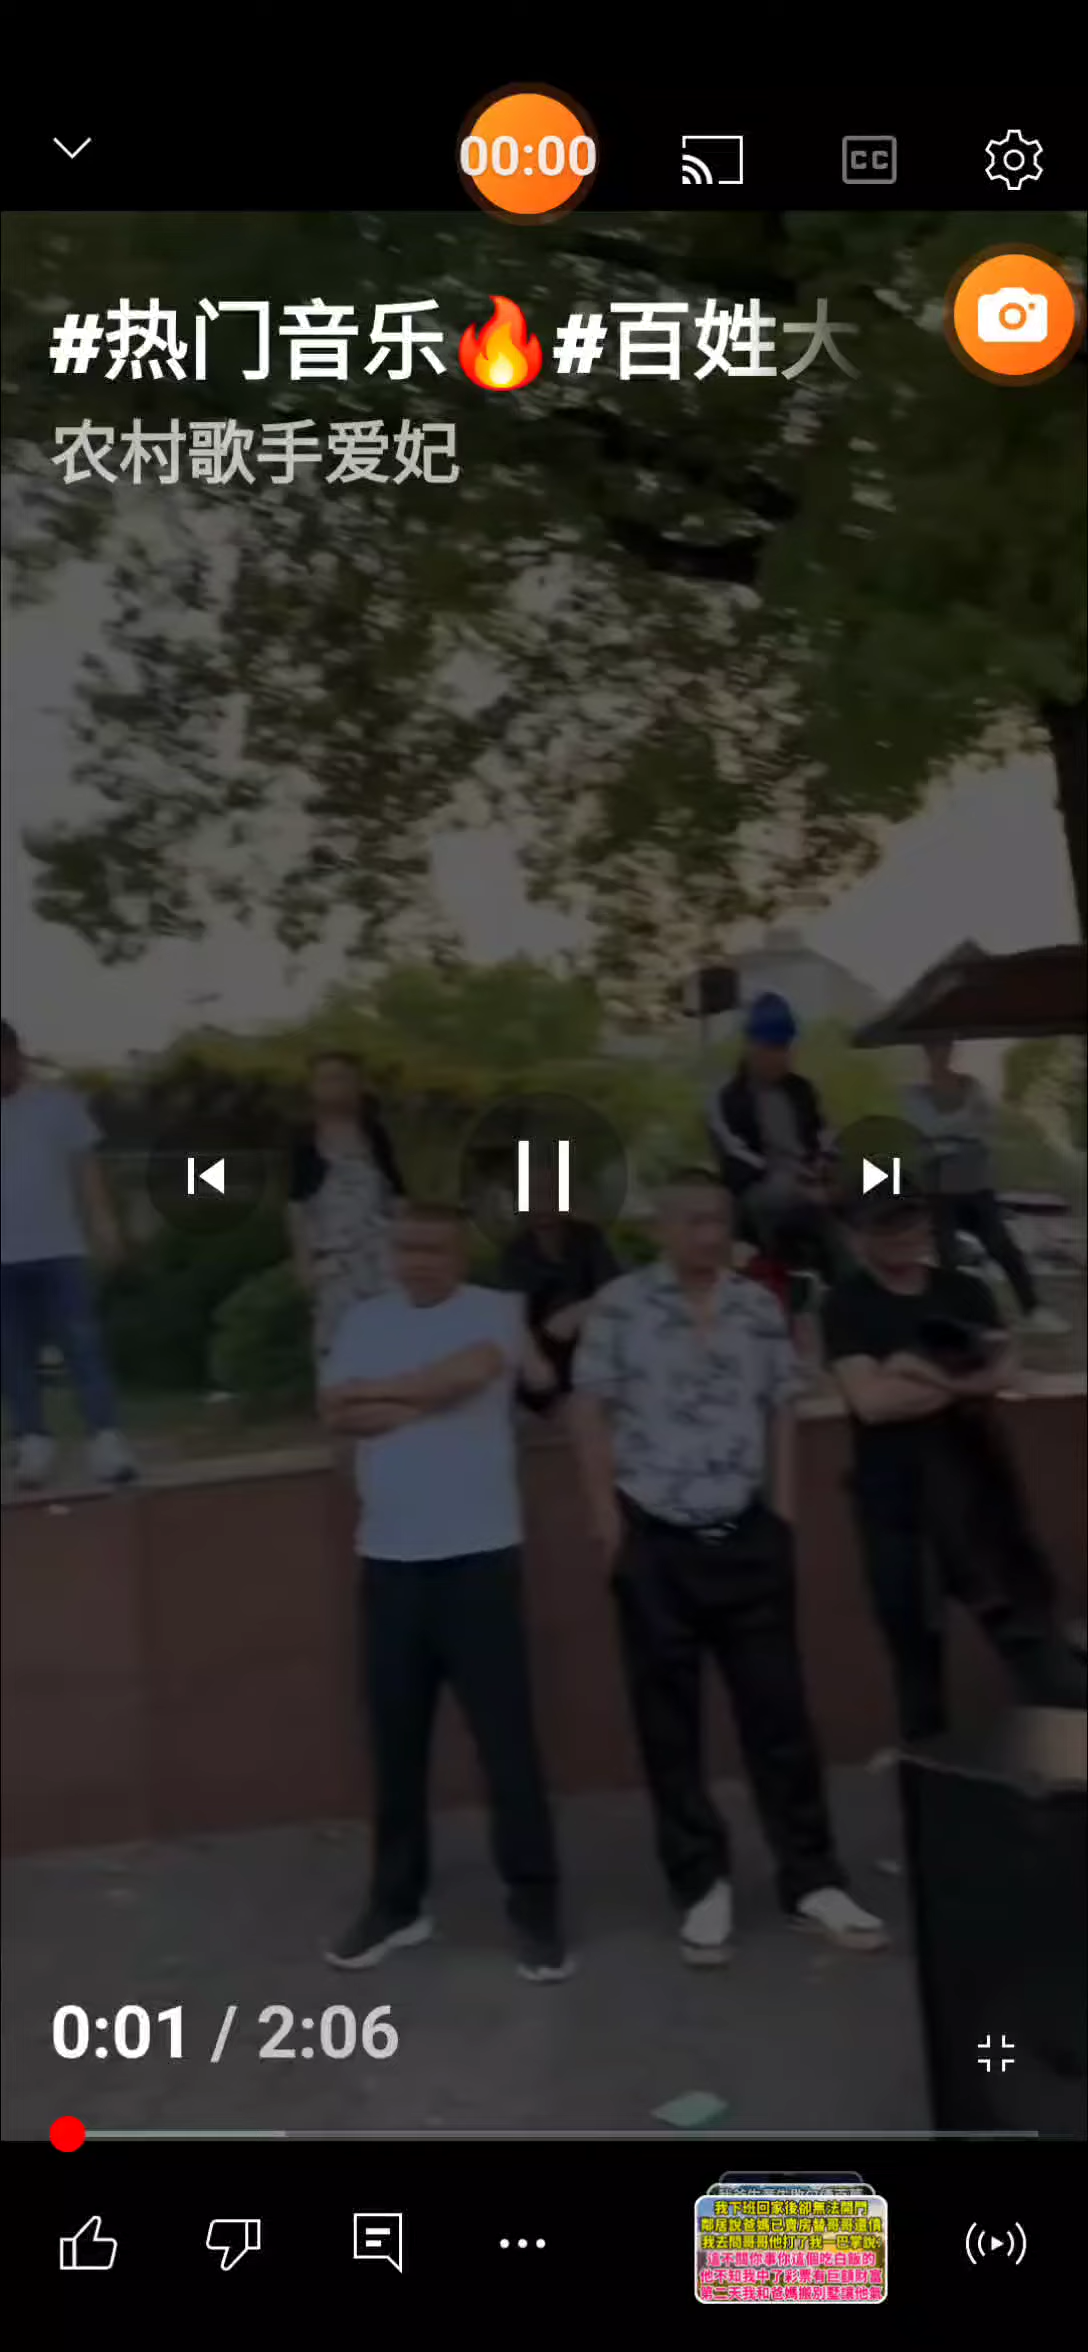 00:00
CC
#热门音乐🔥#百姓大
农村歌手爱妃
0:01 / 2:06
我下班回家後卻無法開門
鄰居說爸媽已賣房替哥哥還債
我去問哥哥他打了我一巴掌說:
這不關你事你這個吃白飯的
他不知我中了彩票有巨額財富
第二天我和爸媽搬別墅讓他氣